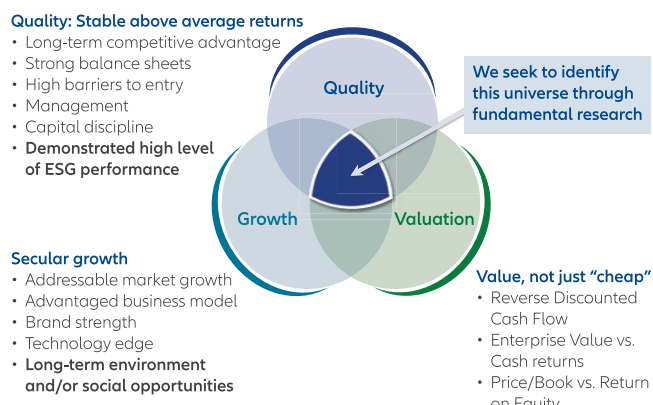 Quality: Stable above average returns
• Long-term competitive advantage
• Strong balance sheets
• High barriers to entry
• Management
• Capital discipline
• Demonstrated high level
of ESG performance
Quality
We seek to identify
this universe through
fundamental research
Growth
Valuation
Secular growth
• Addressable market growth
• Advantaged business model
• Brand strength
• Technology edge
• Long-term environment
and/or social opportunities
Value, not just “cheap”
• Reverse Discounted
Cash Flow
• Enterprise Value vs.
Cash returns
• Price/Book vs. Return
on Equity